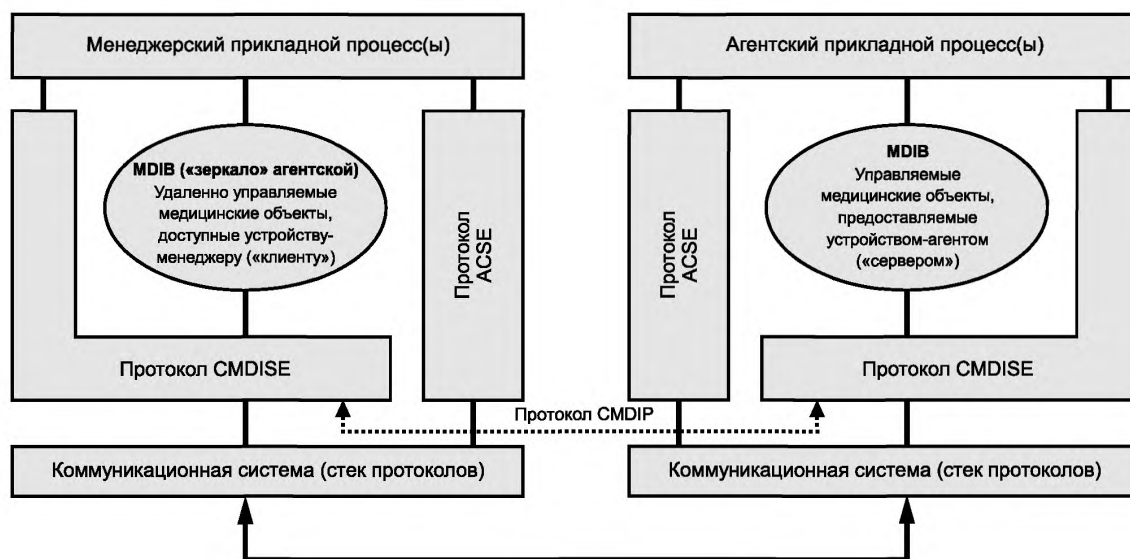 Менеджерский прикладной процесс(ы)
MDIB («зеркало» агентской)
Удаленно управляемые
медицинские объекты,
доступные устройству-
менеджеру («клиенту»)
Протокол
ACSE
Протокол CMDISE
Коммуникационная система (стек протоколов)
Протокол CMDIP
Агентский прикладной процесс(ы)
Протокол
ACSE
MDIB
Управляемые
медицинские объекты,
предоставляемые
устройством-агентом
(«сервером»)
Протокол CMDISE
Коммуникационная система (стек протоколов)